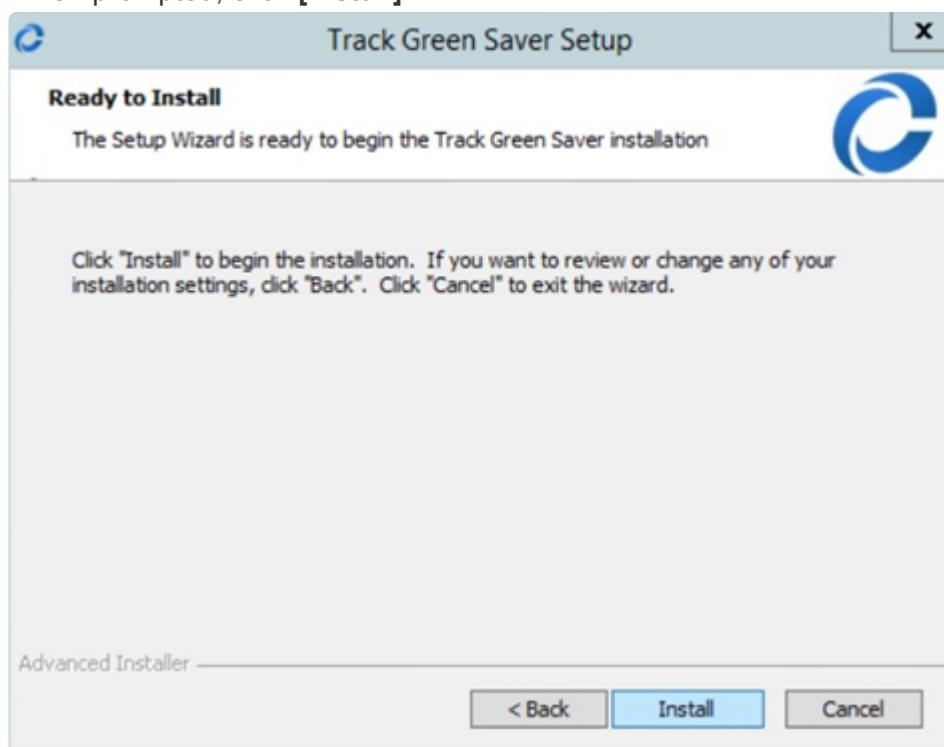 Track Green Saver Setup
x
Ready to Install
The Setup Wizard is ready to begin the Track Green Saver installation
Click "Install" to begin the installation. If you want to review or change any of your
installation settings, click "Back". Click "Cancel" to exit the wizard.
Advanced Installer
< Back Install Cancel